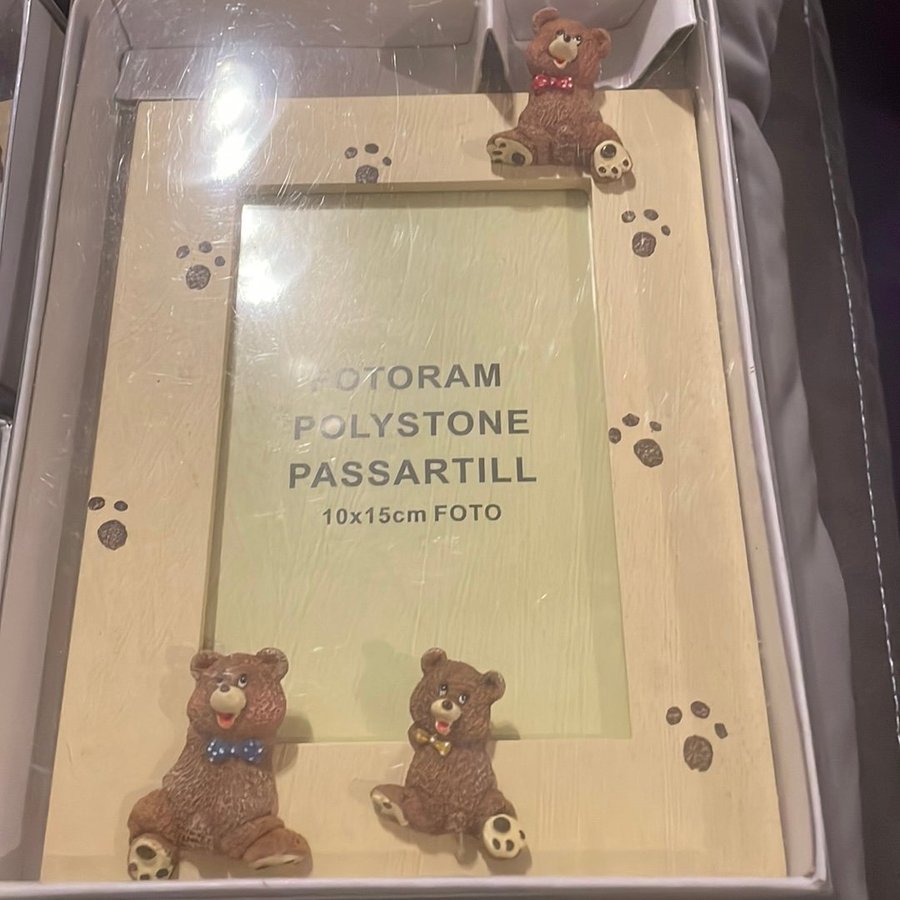 FOTORAM
POLYSTONE
PASSARTILL
10x15cm FOTO